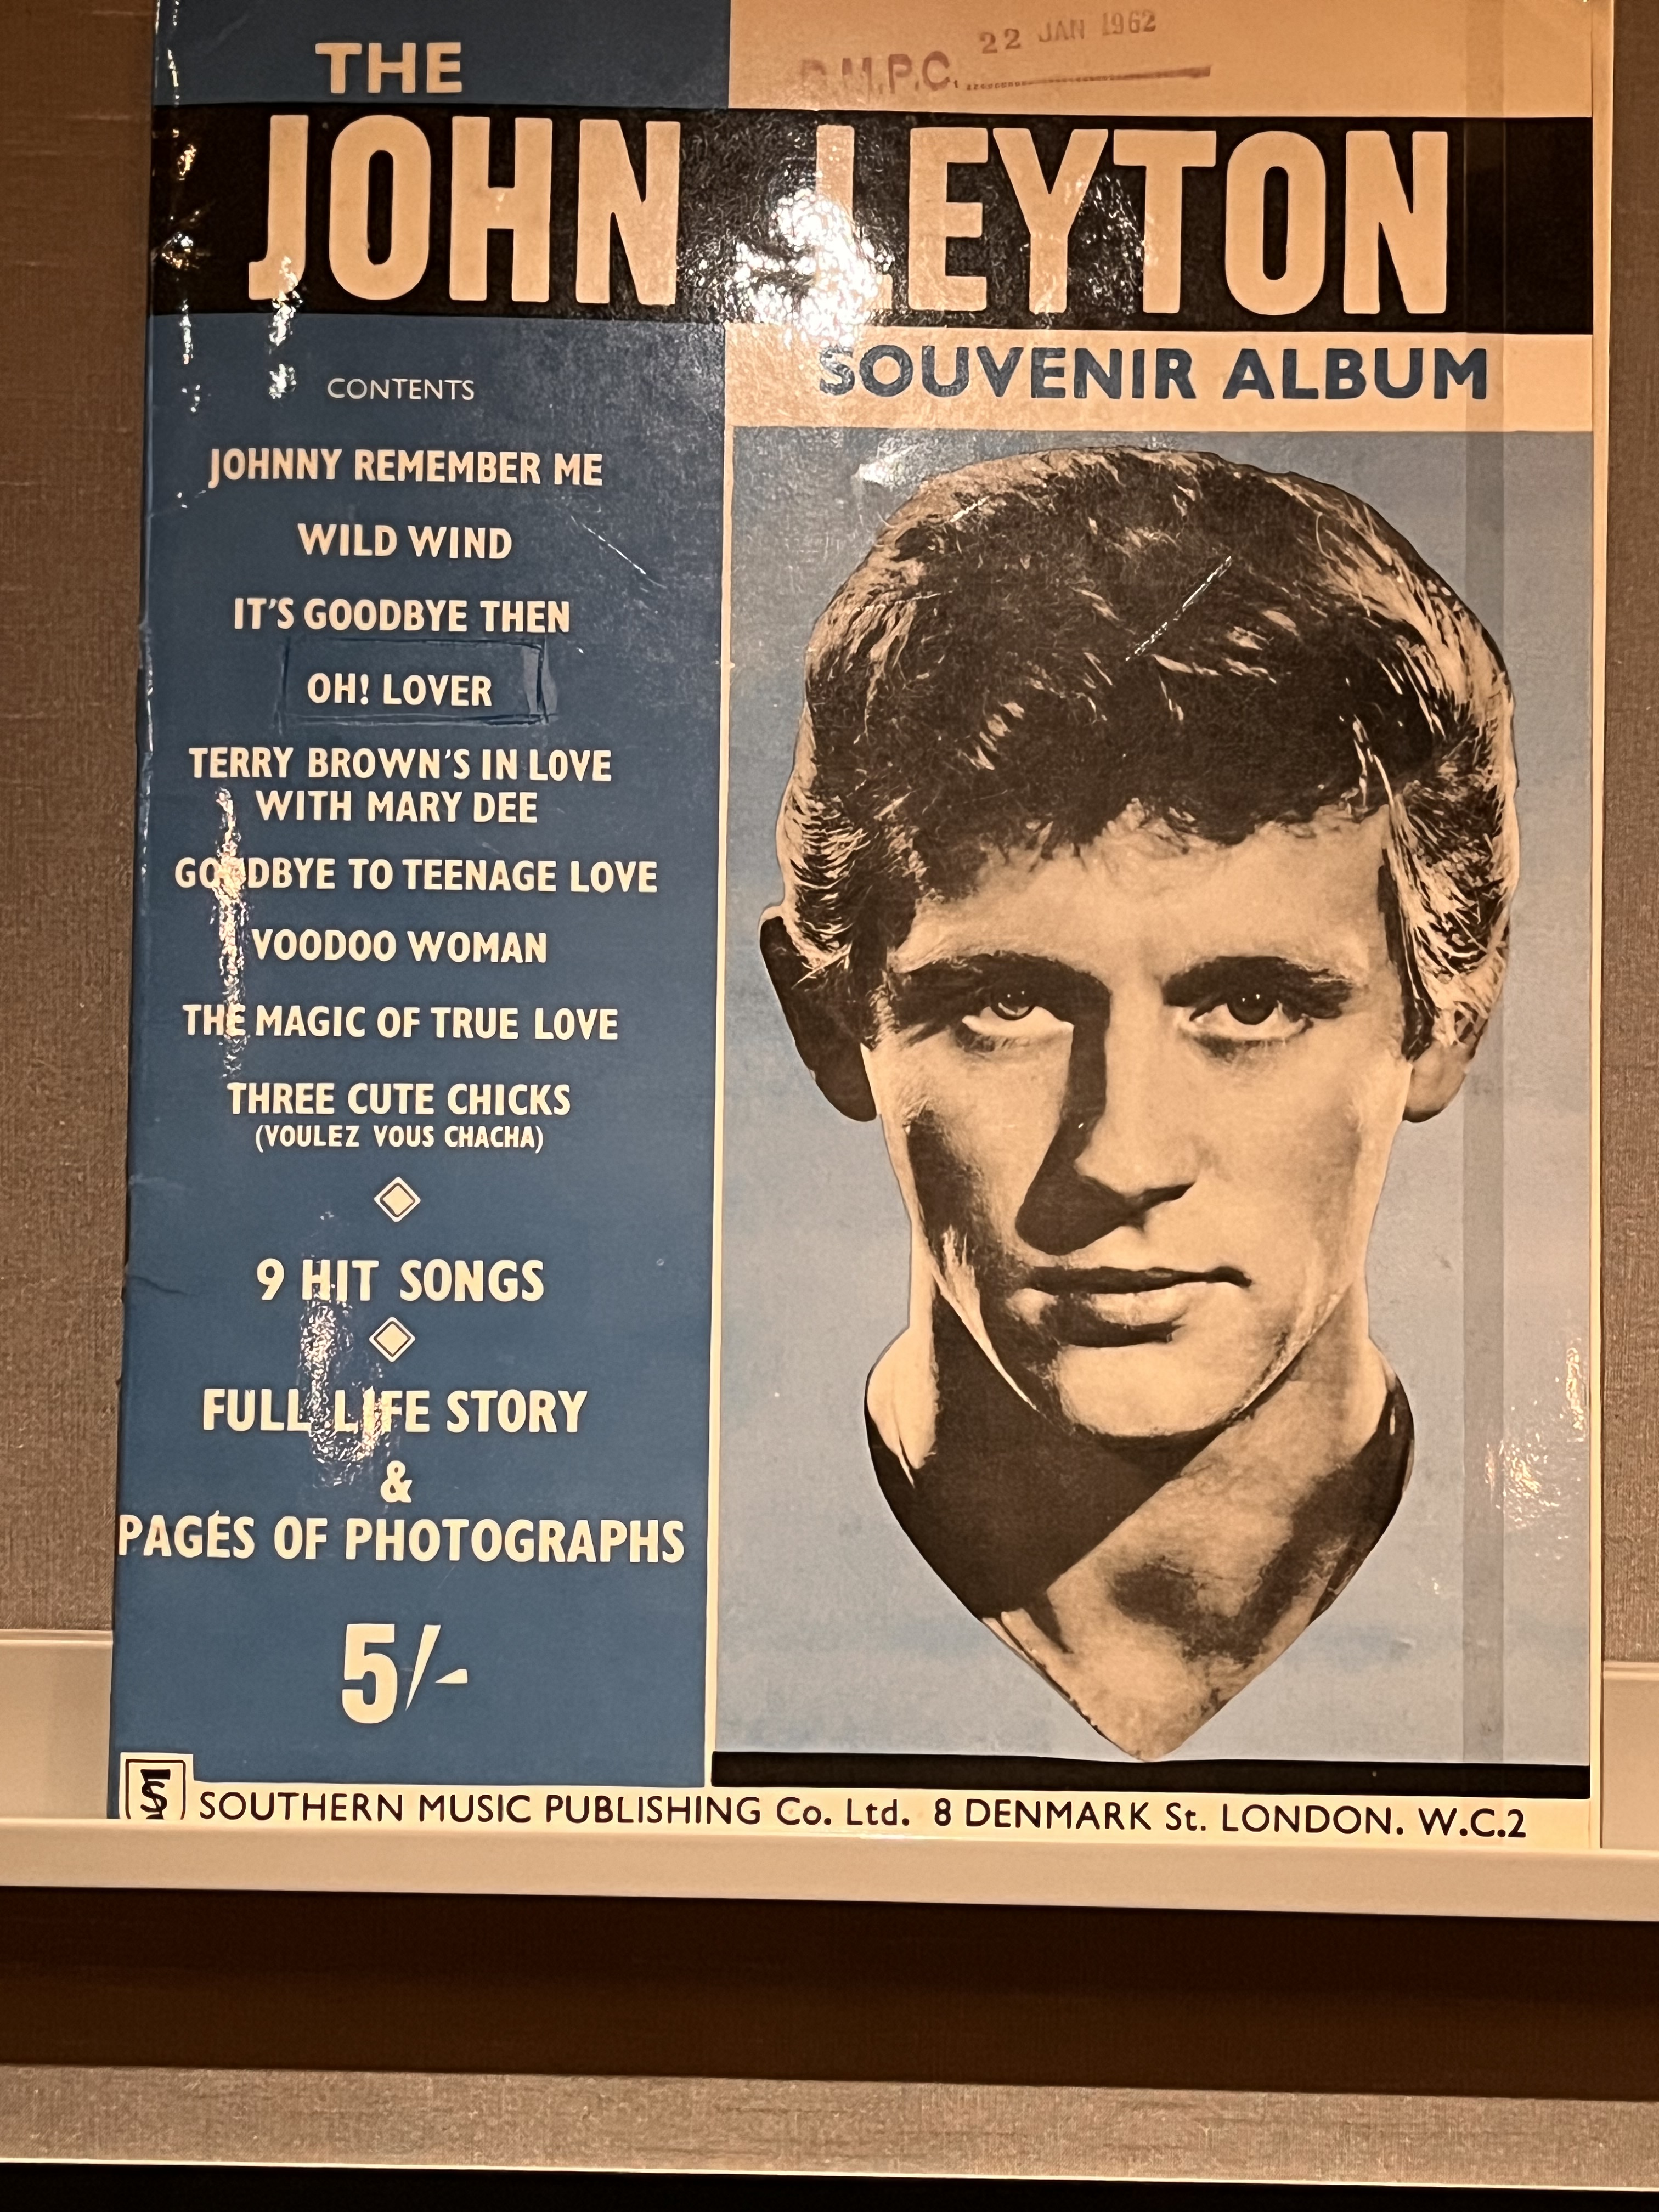 22 JAN 1962
THE
JOHN LEYTON
SOUVENIR ALBUM
CONTENTS
JOHNNY REMEMBER ME
WILD WIND
IT'S GOODBYE THEN
OH! LOVER
TERRY BROWN'S IN LOVE
WITH MARY DEE
GOODBYE TO TEENAGE LOVE
VOODOO WOMAN
THE MAGIC OF TRUE LOVE
THREE CUTE CHICKS
(VOULEZ VOUS CHACHA)
9 HIT SONGS
FULL LIFE STORY
&
PAGES OF PHOTOGRAPHS
5/-
SOUTHERN MUSIC PUBLISHING Co. Ltd. 8 DENMARK St. LONDON. W.C.2